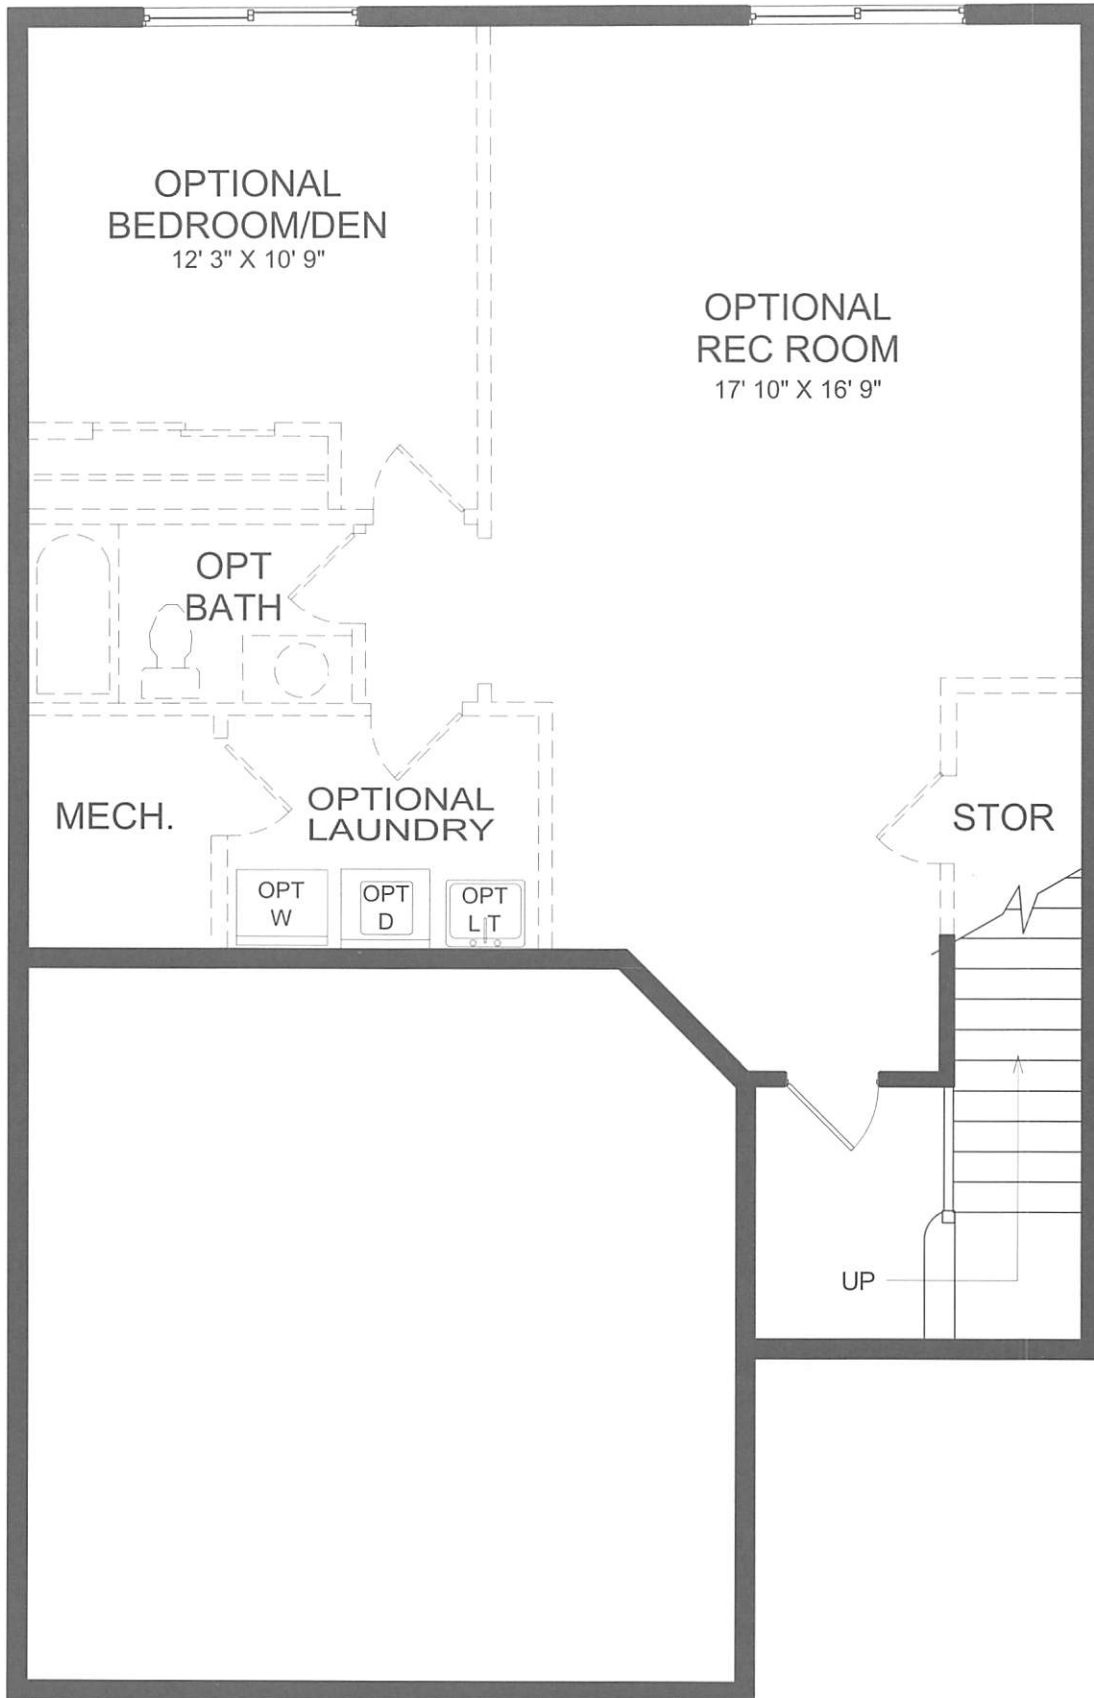 OPTIONAL
BEDROOM/DEN
12' 3" X 10' 9"
OPTIONAL
REC ROOM
17' 10" X 16' 9"
OPT
BATH
MECH.
OPTIONAL
LAUNDRY
STOR
OPT
W
OPT
D
OPT
LT
UP